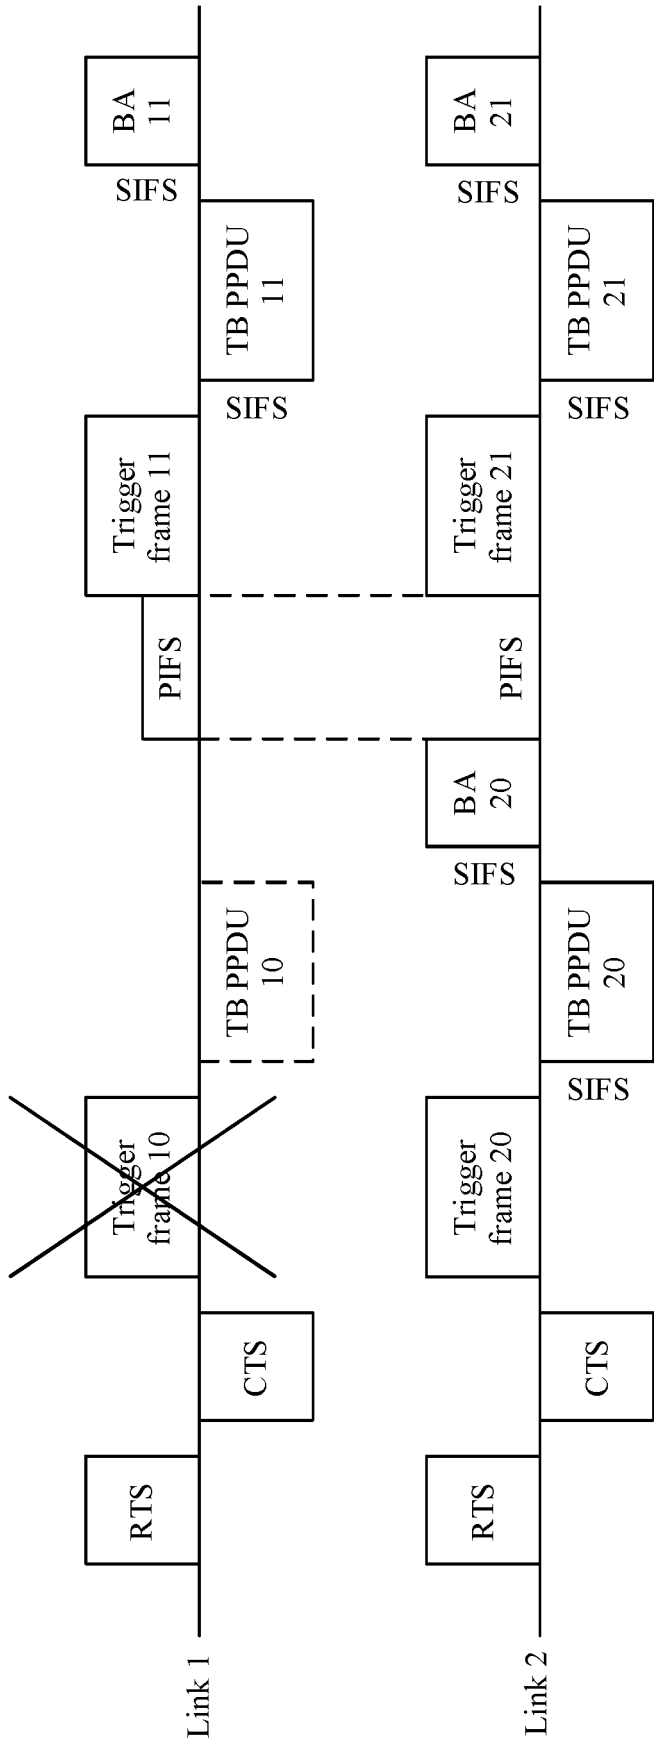 Link 1
RTS
CTS
Trigger
frame 10
TB PPDU
10
PIFS
Trigger
frame 11
SIFS
TB PPDU
11
SIFS
BA
11
Link 2
RTS
CTS
Trigger
frame 20
SIFS
TB PPDU
20
SIFS
BA
20
PIFS
Trigger
frame 21
SIFS
TB PPDU
21
SIFS
BA
21